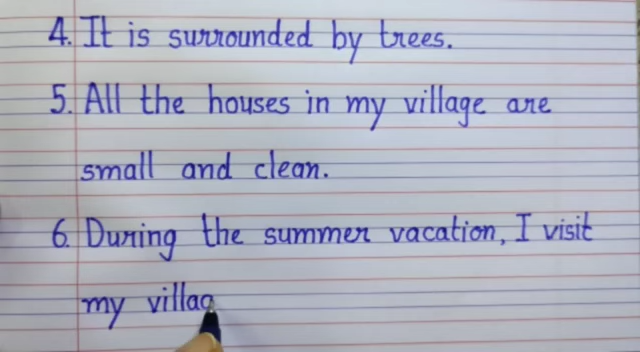 4. It is surrounded by trees.
5. All the houses in my village are
small and clean.
6. During the summer vacation, I visit
my villag